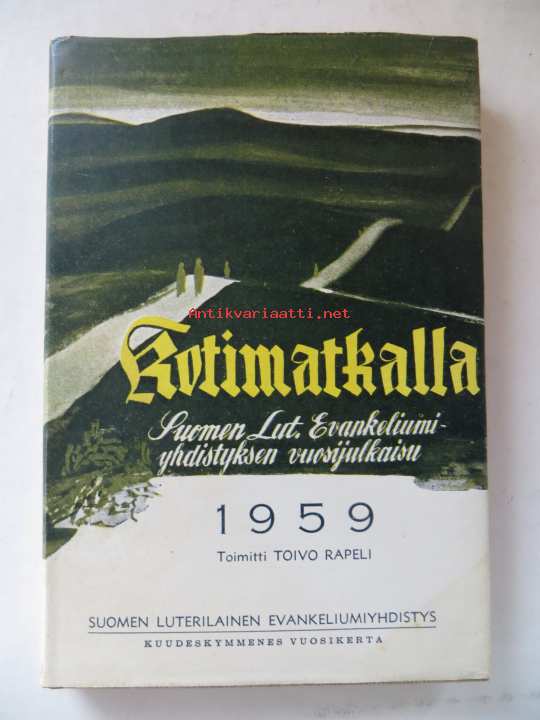 Antikvariaatti.net
Kotimatkalla
Suomen Lut. Evankeliumi-
yhdistyksen vuosijulkaisu
1959
Toimitti TOIVO RAPELI
SUOMEN LUTERILAINEN EVANKELIUMIYHDISTYS
KUUDESKYMMENES VUOSIKERTA